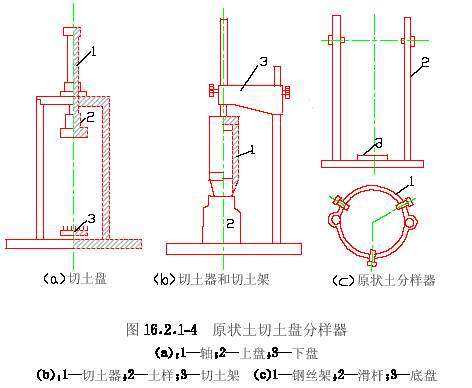 1
2
3
3
1
2
2
3
1
(a)切土盘
(b)切土器和切土架
(c)原状土分样器
图16.2.1-4 原状土切土盘分样器
(a),1—轴;2—上盘,3—下盘
(b),1—切土器,2—土样;3—切土架 (c)1—钢丝架,2—滑杆;3—底盘